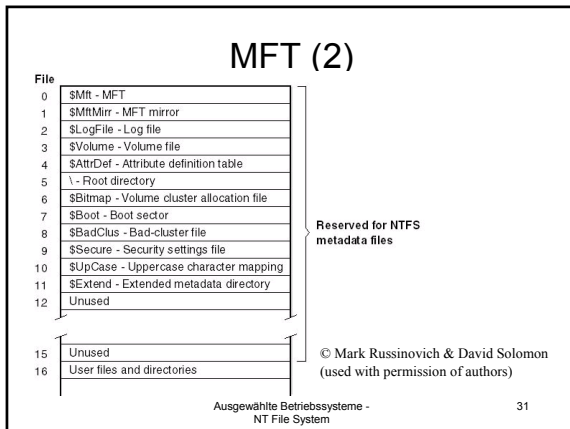 MFT (2)
File
0 $Mft - MFT
1 $MftMirr - MFT mirror
2 $LogFile - Log file
3 $Volume - Volume file
4 $AttrDef - Attribute definition table
5 \ - Root directory
6 $Bitmap - Volume cluster allocation file
7 $Boot - Boot sector
8 $BadClus - Bad-cluster file
9 $Secure - Security settings file
10 $UpCase - Uppercase character mapping
11 $Extend - Extended metadata directory
12 Unused
Reserved for NTFS
metadata files
15 Unused
16 User files and directories
© Mark Russinovich & David Solomon
(used with permission of authors)
Ausgewählte Betriebssysteme -
NT File System
31